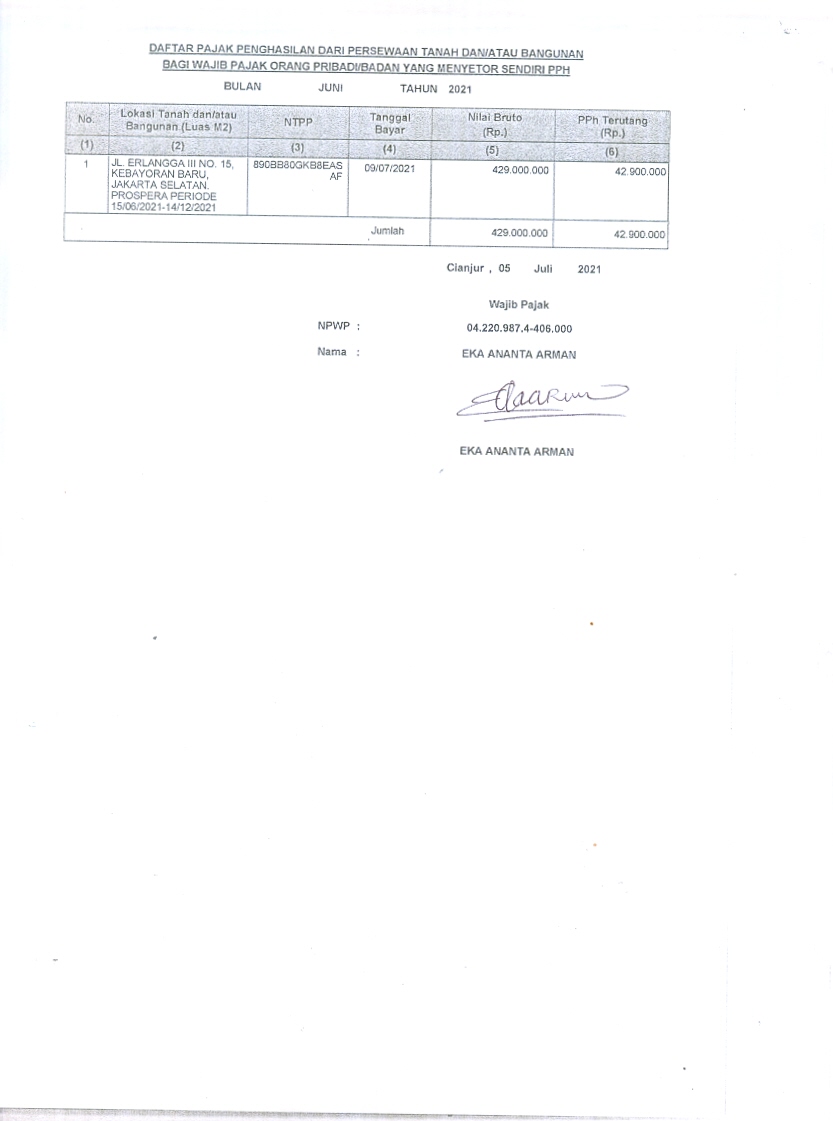 DAFTAR PAJAK PENGHASILAN DARI PERSEWAAN TANAH DAN/ATAU BANGUNAN
BAGI WAJIB PAJAK ORANG PRIBADI/BADAN YANG MENYETOR SENDIRI PPH
BULAN JUNI TAHUN 2021
No. Lokasi Tanah dan/atau Bangunan (Luas M2) NTPP Tanggal Bayar Nilai Bruto (Rp.) PPh Terutang (Rp.)
(1) (2) (3) (4) (5) (6)
1 JL. ERLANGGA III NO. 15, 890BB80GKB8EAS 09/07/2021 429.000.000 42.900.000
KEBAYORAN BARU, AF
JAKARTA SELATAN.
PROSPERA PERIODE
15/06/2021-14/12/2021
Jumlah 429.000.000 42.900.000
Cianjur , 05 Juli 2021
Wajib Pajak
NPWP : 04.220.987.4-406.000
Nama : EKA ANANTA ARMAN
EKA ANANTA ARMAN